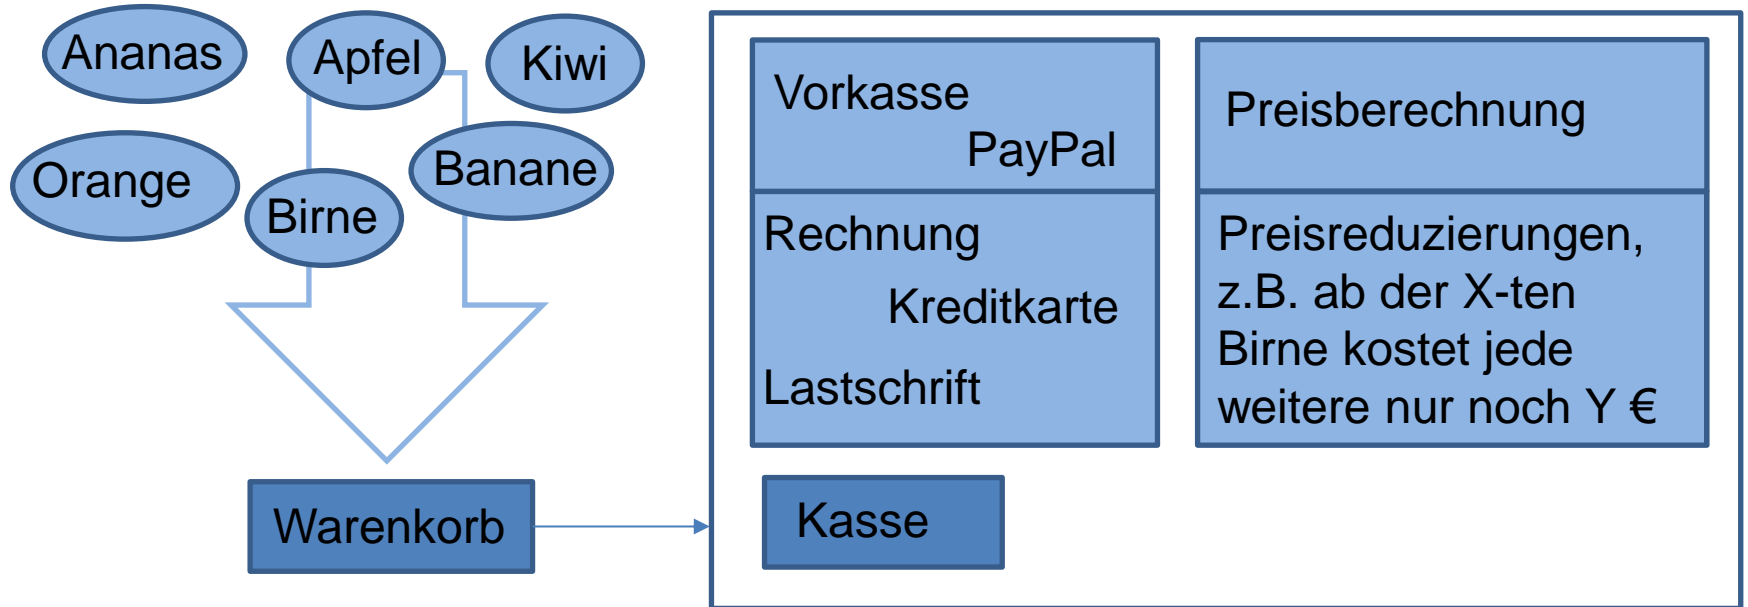 Ananas
Apfel
Kiwi
Orange
Birne
Banane
Warenkorb
Vorkasse
PayPal
Rechnung
Kreditkarte
Lastschrift
Preisberechnung
Preisreduzierungen,
z.B. ab der X-ten
Birne kostet jede
weitere nur noch Y €
Kasse